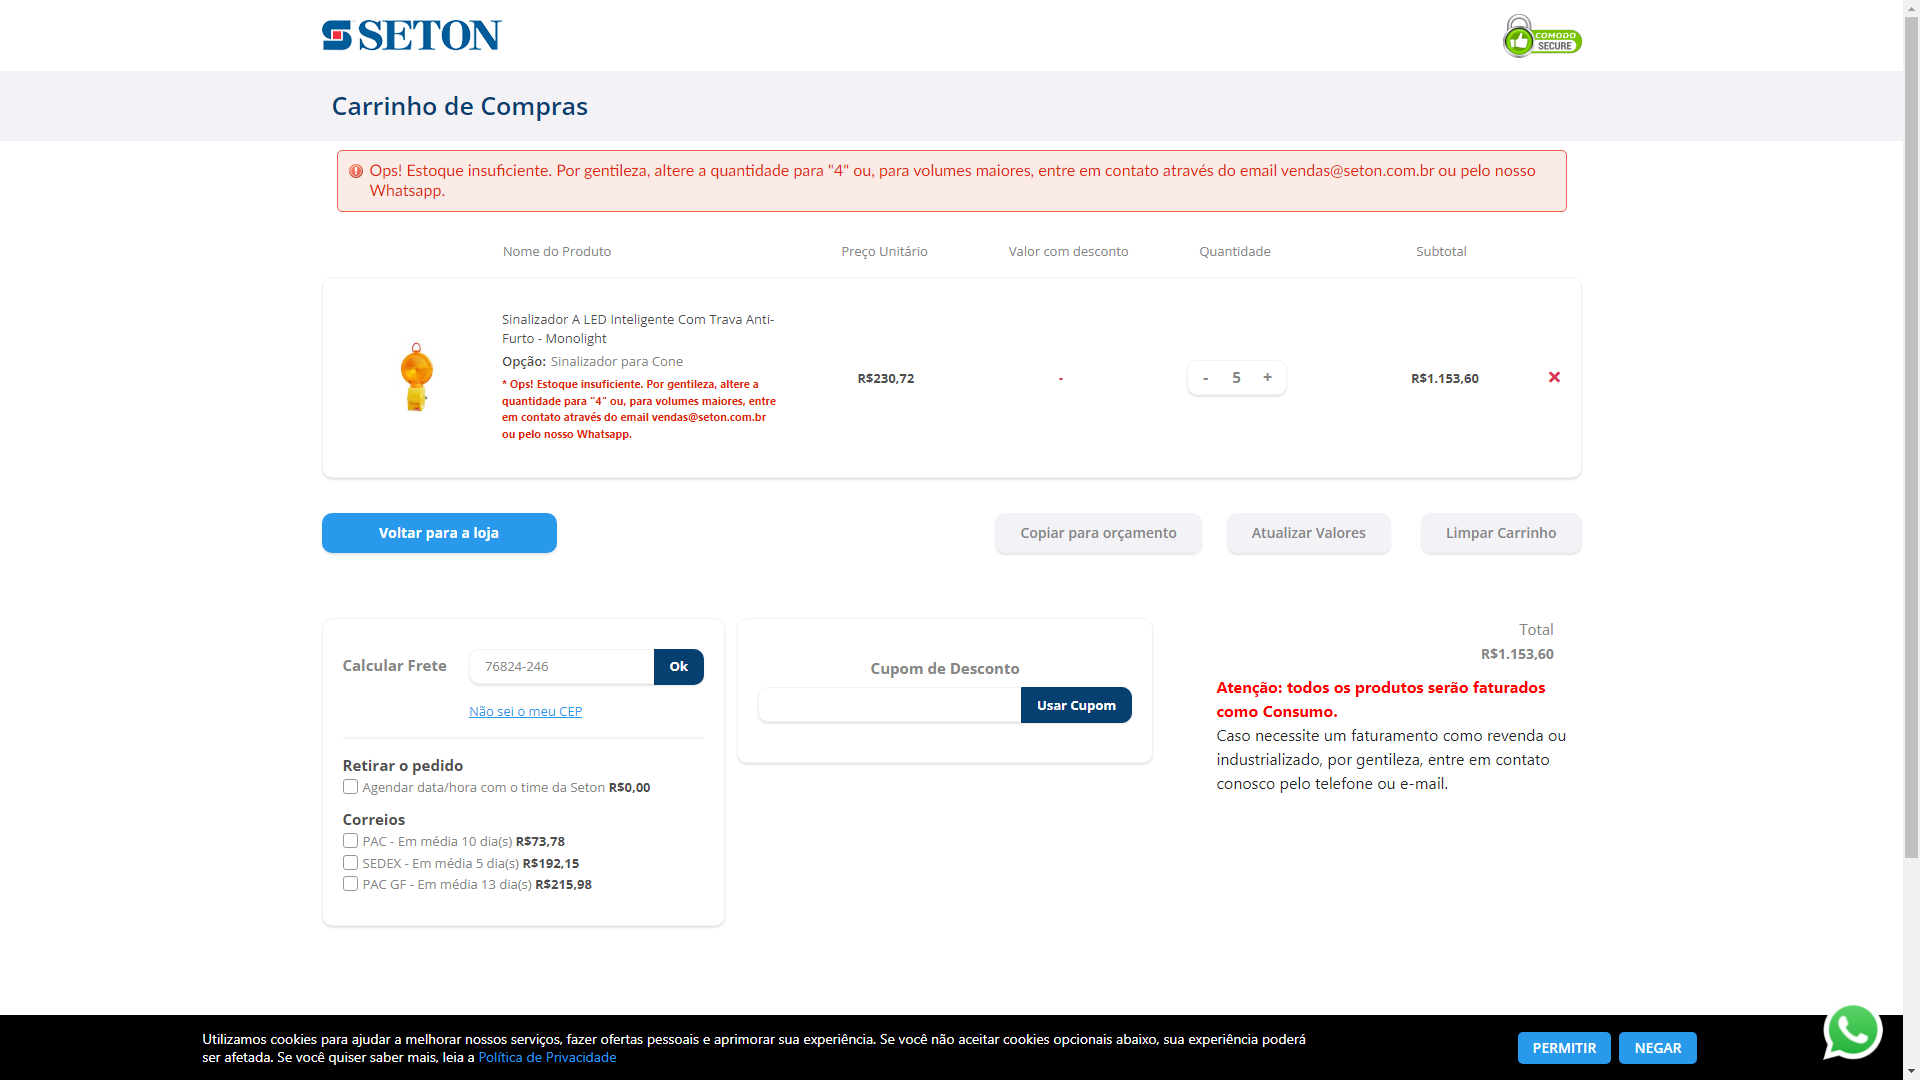 SETON
COMODO
SECURE
Carrinho de Compras
Ops! Estoque insuficiente. Por gentileza, altere a quantidade para "4" ou, para volumes maiores, entre em contato através do email vendas@seton.com.br ou pelo nosso
Whatsapp.
Nome do Produto Preço Unitário Valor com desconto Quantidade Subtotal
Sinalizador A LED Inteligente Com Trava Anti-
Furto - Monolight
Opção: Sinalizador para Cone
* Ops! Estoque insuficiente. Por gentileza, altere a
quantidade para "4" ou, para volumes maiores, entre
em contato através do email vendas@seton.com.br
ou pelo nosso Whatsapp.
R$230,72 - - 5 + R$1.153,60
Voltar para a loja Copiar para orçamento Atualizar Valores Limpar Carrinho
Calcular Frete 76824-246 Ok
Não sei o meu CEP
Retirar o pedido
Agendar data/hora com o time da Seton R$0,00
Correios
PAC - Em média 10 dia(s) R$73,78
SEDEX - Em média 5 dia(s) R$192,15
PAC GF - Em média 13 dia(s) R$215,98
Cupom de Desconto
Usar Cupom
Total
R$1.153,60
Atenção: todos os produtos serão faturados
como Consumo.
Caso necessite um faturamento como revenda ou
industrializado, por gentileza, entre em contato
conosco pelo telefone ou e-mail.
Utilizamos cookies para ajudar a melhorar nossos serviços, fazer ofertas pessoais e aprimorar sua experiência. Se você não aceitar cookies opcionais abaixo, sua experiência poderá
ser afetada. Se você quiser saber mais, leia a Política de Privacidade
PERMITIR NEGAR